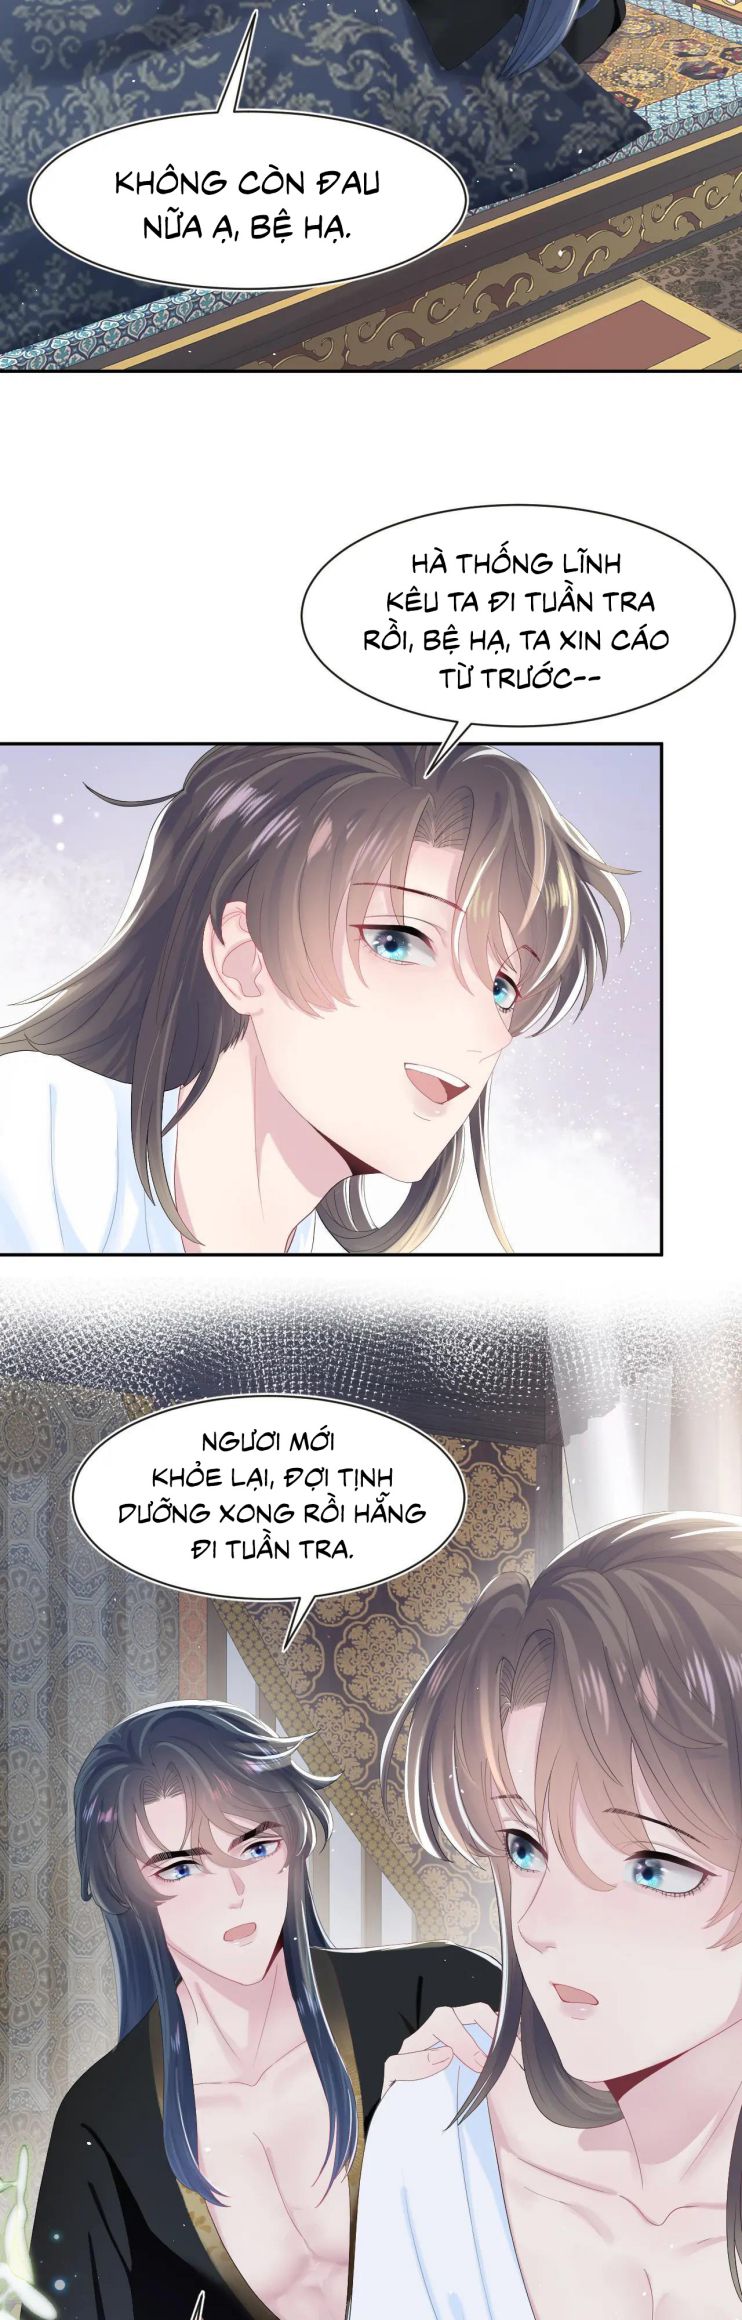 KHÔNG CÒN ĐAU
NỮA Ạ, BỆ HẠ.
HÀ THỐNG LĨNH
KÊU TA ĐI TUẦN TRA
RỒI, BỆ HẠ, TA XIN CÁO
TỪ TRƯỚC--
NGƯƠI MỚI
KHỎE LẠI, ĐỢI TỊNH
DƯỠNG XONG RỒI HẴNG
ĐI TUẦN TRA.